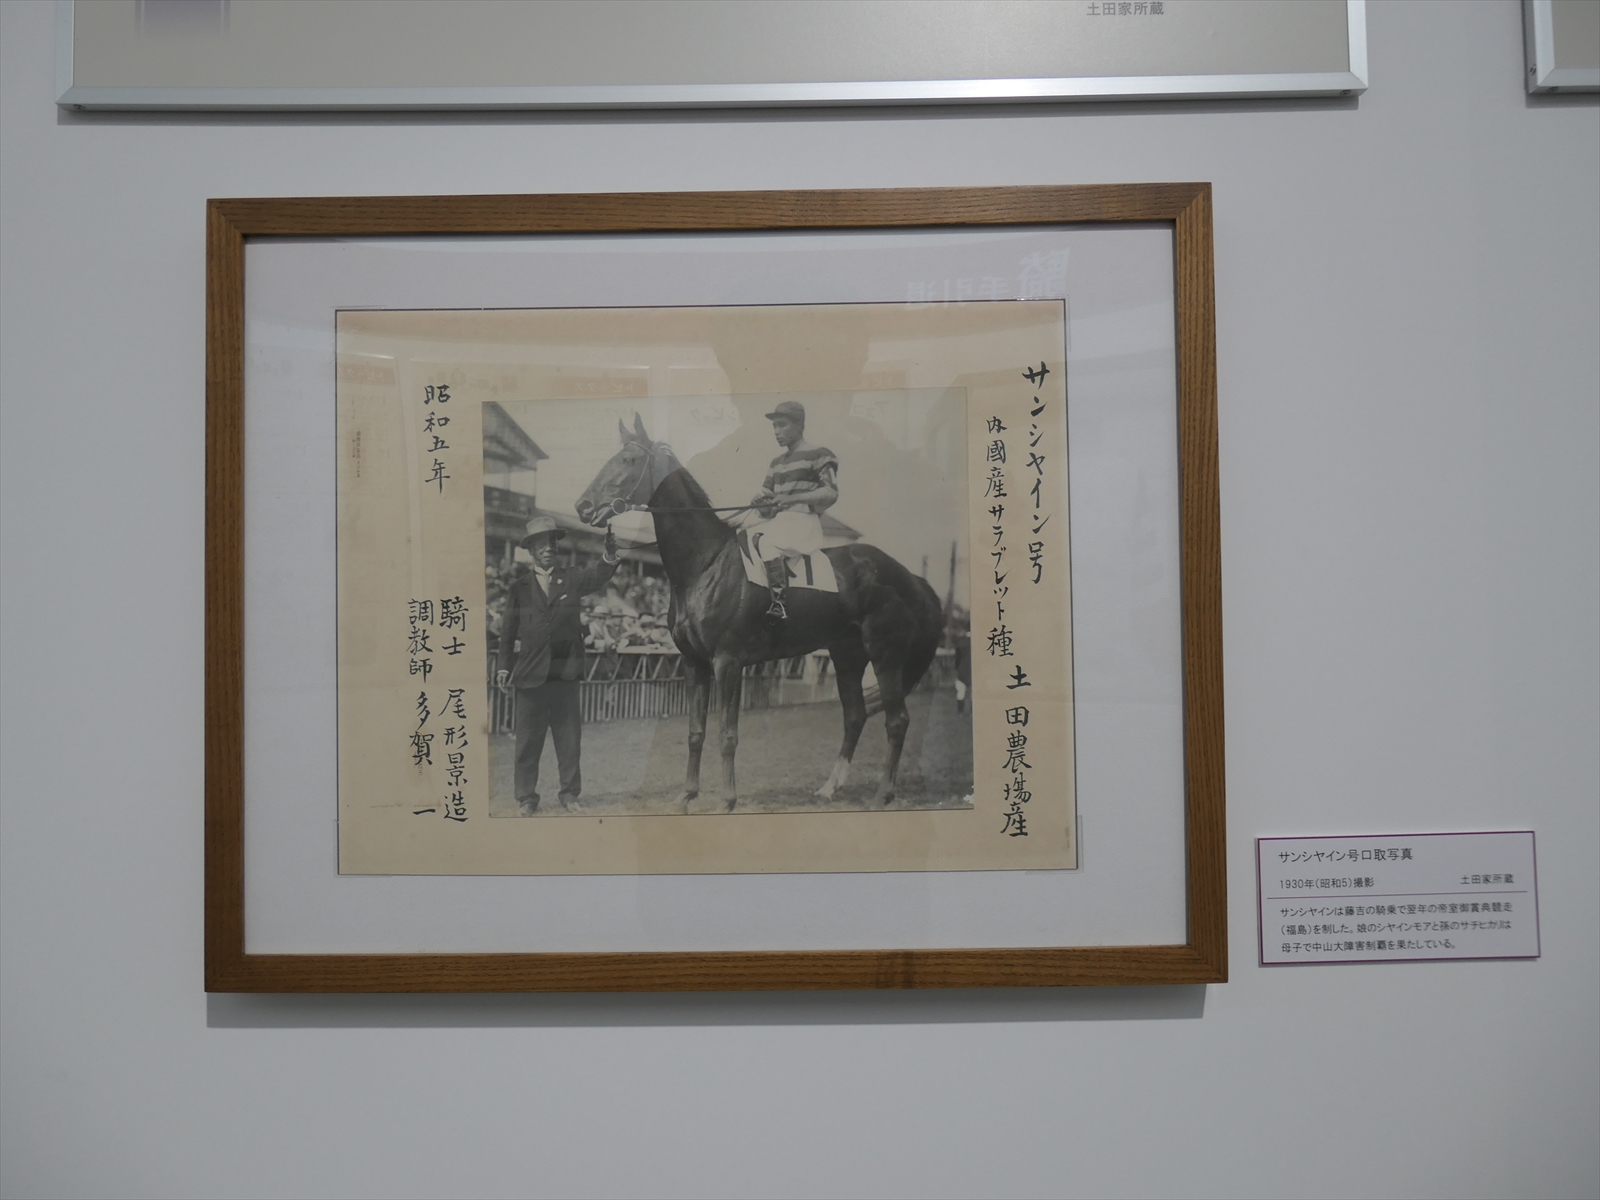 土田家所蔵
サンシヤイン号
内國産サラブレット種
土田農場産
昭和五年
騎士 尾形景造
調教師 多賀一
サンシヤイン号口取写真
1930年(昭和5)撮影 土田家所蔵
サンシヤインは藤吉の騎乗で翌年の帝室御賞典競走
(福島)を制した。娘のシヤインモアと孫のサチヒカリは
母子で中山大障害制覇を果たしている。